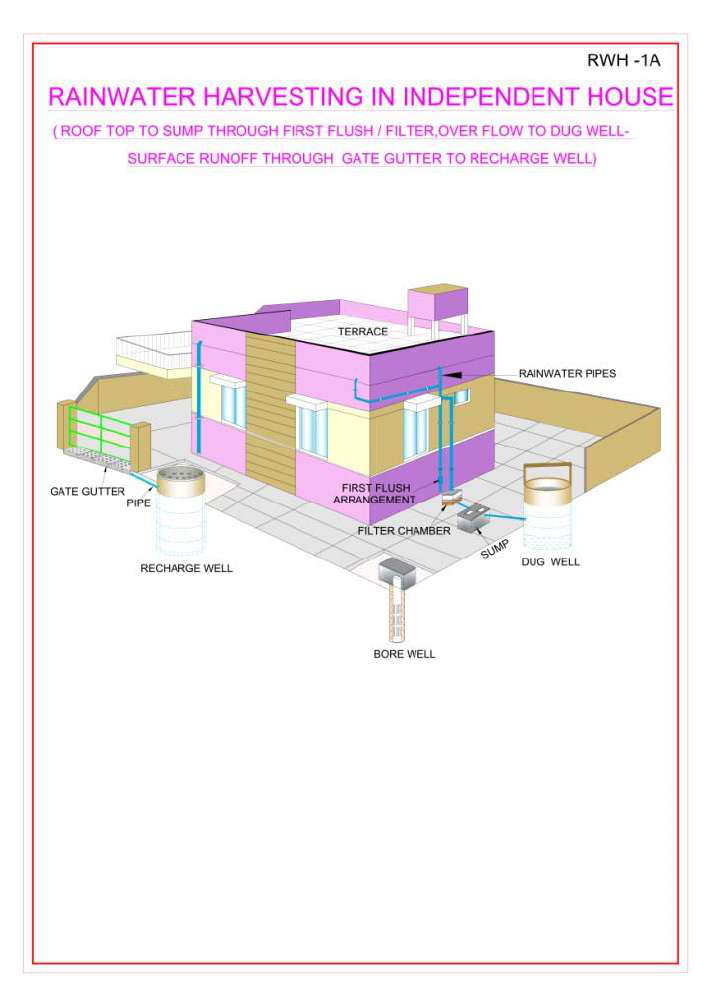 RWH -1A
RAINWATER HARVESTING IN INDEPENDENT HOUSE
( ROOF TOP TO SUMP THROUGH FIRST FLUSH / FILTER,OVER FLOW TO DUG WELL-
SURFACE RUNOFF THROUGH GATE GUTTER TO RECHARGE WELL)
TERRACE
RAINWATER PIPES
GATE GUTTER
PIPE
FIRST FLUSH
ARRANGEMENT
FILTER CHAMBER
SUMP
DUG WELL
RECHARGE WELL
BORE WELL